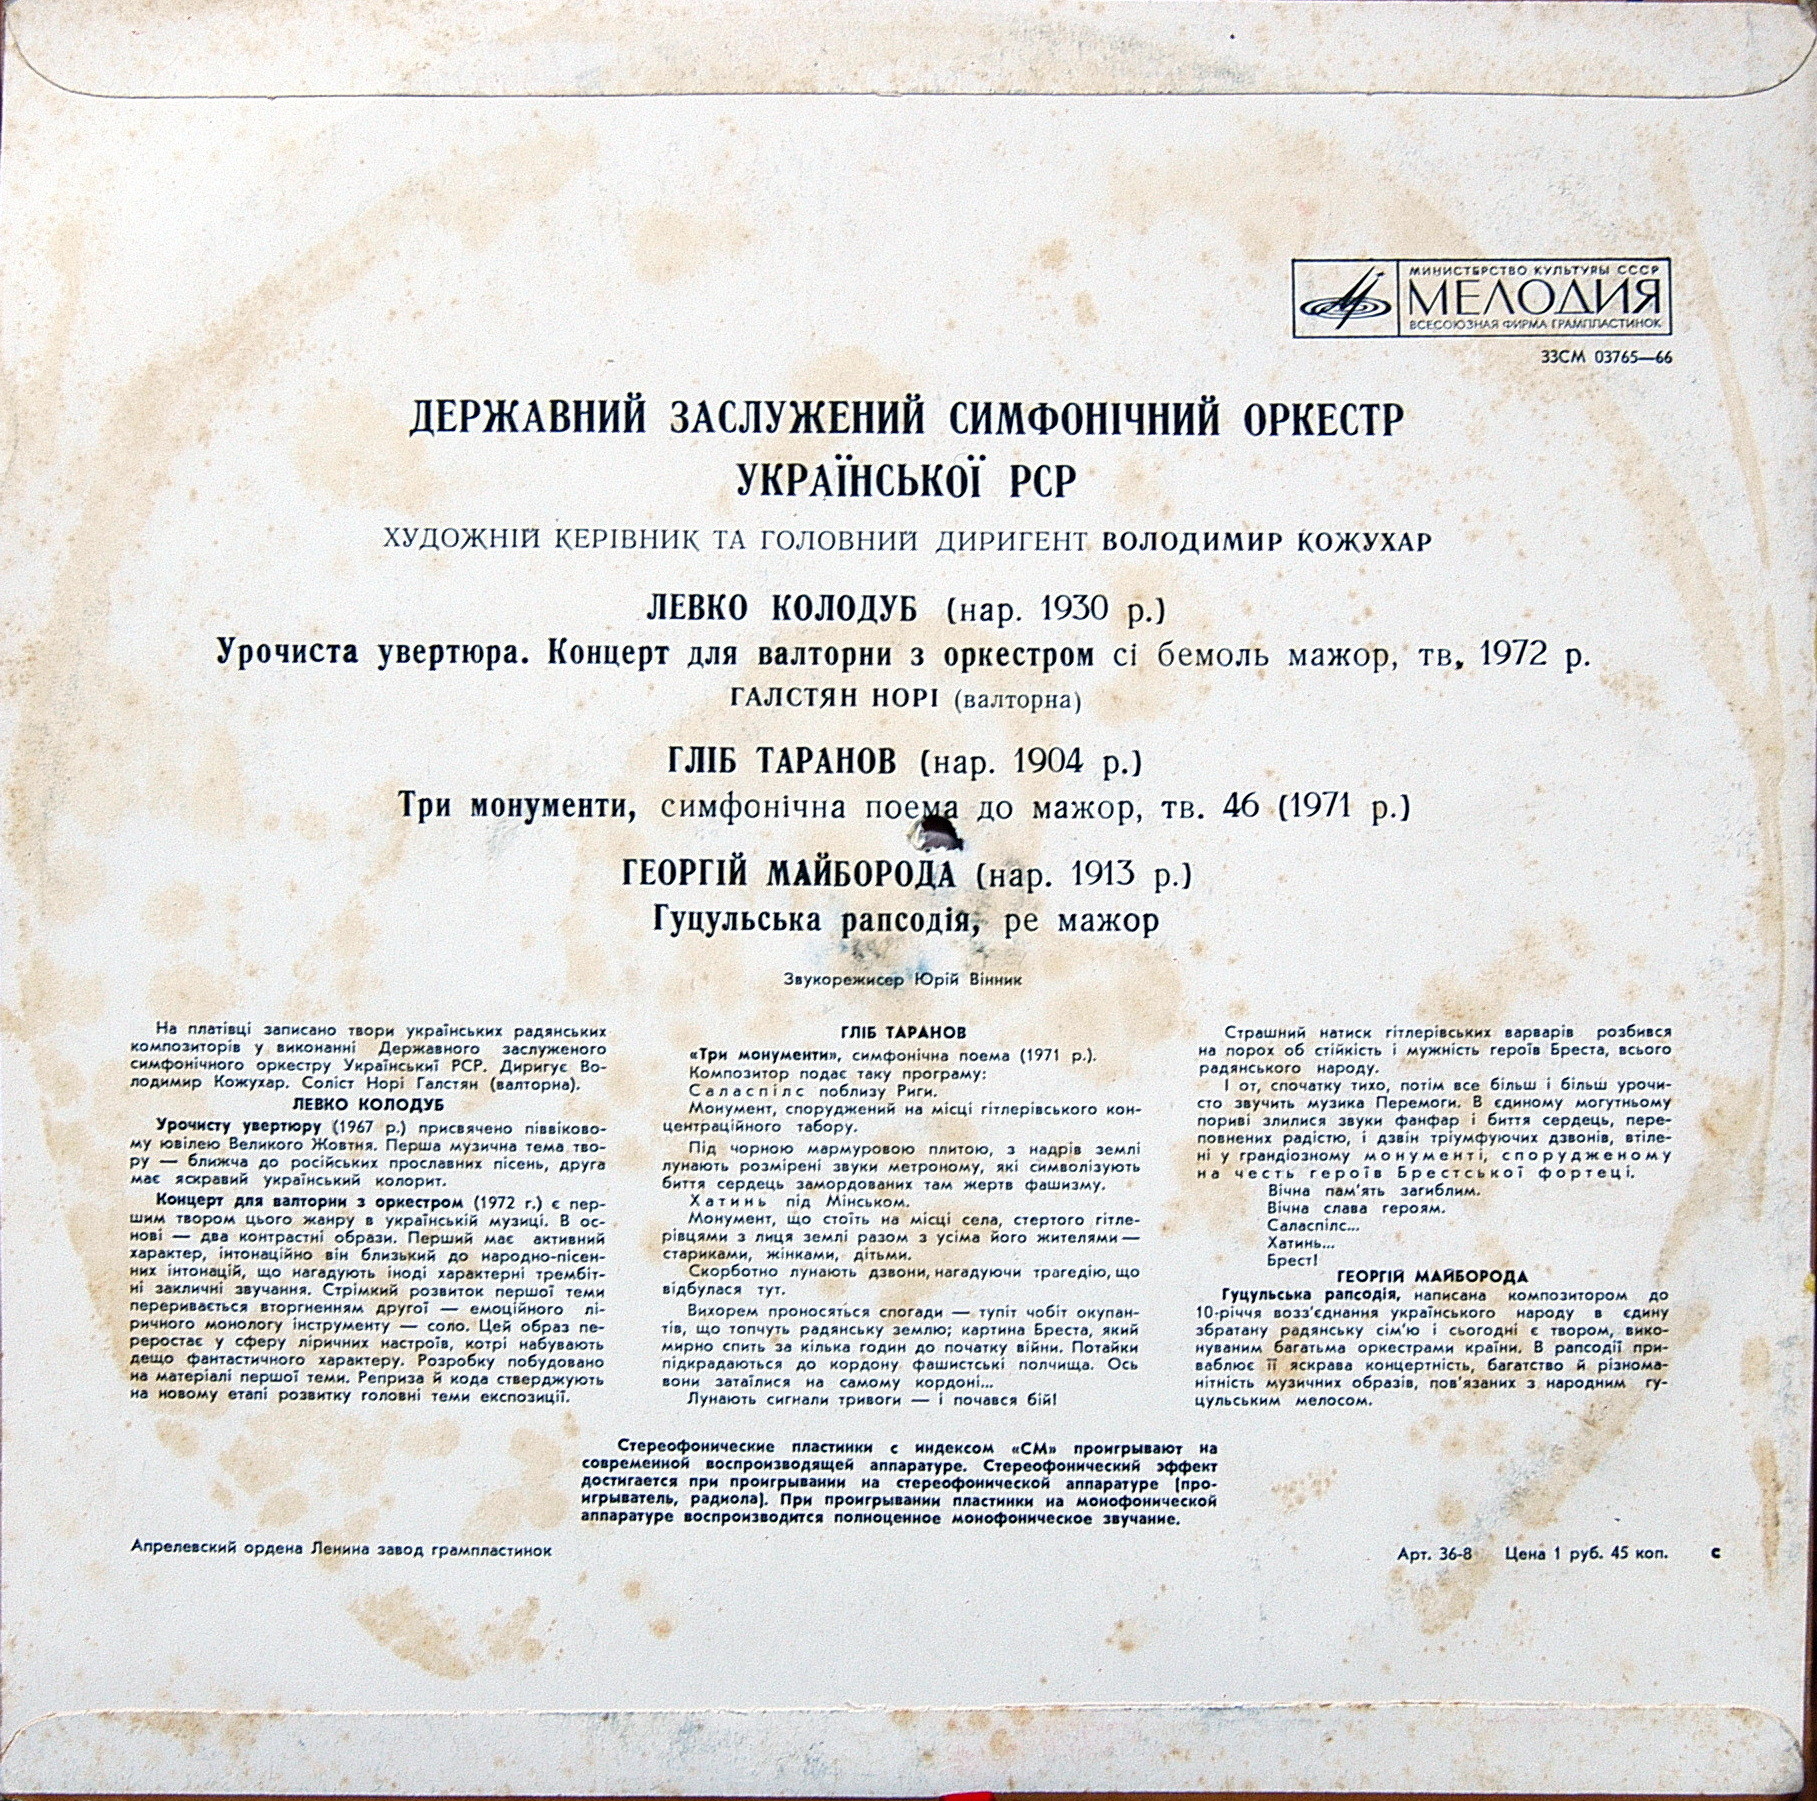 МИНИСТЕРСТВО КУЛЬТУРЫ СССР
МЕЛОДИЯ
ВСЕСОЮЗНАЯ ФИРМА ГРАМПЛАСТИНОК
33СМ 03765—66
ДЕРЖАВНИЙ ЗАСЛУЖЕНИЙ СИМФОНІЧНИЙ ОРКЕСТР
УКРАЇНСЬКОЇ РСР
ХУДОЖНІЙ КЕРІВНИК ТА ГОЛОВНИЙ ДИРИГЕНТ ВОЛОДИМИР КОЖУХАР
ЛЕВКО КОЛОДУБ (нар. 1930 р.)
Урочиста увертюра. Концерт для валторни з оркестром сі бемоль мажор, тв. 1972 р.
ГАЛСТЯН НОРІ (валторна)
ГЛІБ ТАРАНОВ (нар. 1904 р.)
Три монументи, симфонічна поема до мажор, тв. 46 (1971 р.)
ГЕОРГІЙ МАЙБОРОДА (нар. 1913 р.)
Гуцульська рапсодія, ре мажор
Звукорежисер Юрій Вінник
На платівці записано твори українських радянських
композиторів у виконанні Державного заслуженого
симфонічного оркестру Українськиї РСР. Диригує Во-
лодимир Кожухар. Соліст Норі Галстян (валторна).
ЛЕВКО КОЛОДУБ
Урочисту увертюру (1967 р.) присвячено піввіково-
му ювілею Великого Жовтня. Перша музична тема тво-
ру — ближча до російських прославних пісень, друга
має яскравий український колорит.
Концерт для валторни з оркестром (1972 г.) є пер-
шим твором цього жанру в українській музиці. В ос-
нові — два контрастні образи. Перший має активний
характер, інтонаційно він близький до народно-пісен-
них інтонацій, що нагадують іноді характерні трембіт-
ні закличні звучання. Стрімкий розвиток першої теми
переривається вторгненням другої — емоційного лі-
ричного монологу інструменту — соло. Цей образ пе-
реростає у сферу ліричних настроїв, котрі набувають
дещо фантастичного характеру. Розробку побудовано
на матеріалі першої теми. Реприза й кода стверджують
на новому етапі розвитку головні теми експозиції.
ГЛІБ ТАРАНОВ
«Три монументи», симфонічна поема (1971 р.).
Композитор подає таку програму:
Саласпілс поблизу Риги.
Монумент, споруджений на місці гітлерівського кон-
центраційного табору.
Під чорною мармуровою плитою, з надрів землі
лунають розмірені звуки метроному, які символізують
биття сердець замордованих там жертв фашизму.
Хатинь під Мінськом.
Монумент, що стоїть на місці села, стертого гітле-
рівцями з лиця землі разом з усіма його жителями —
стариками, жінками, дітьми.
Скорботно лунають дзвони, нагадуючи трагедію, що
відбулася тут.
Вихорем проносяться спогади — тупіт чобіт окупан-
тів, що топчуть радянську землю; картина Бреста, який
мирно спить за кілька годин до початку війни. Потайки
підкрадаються до кордону фашистські полчища. Ось
вони затаїлися на самому кордоні...
Лунають сигнали тривоги — і почався бій!
Страшний натиск гітлерівських варварів розбився
на порох об стійкість і мужність героїв Бреста, всього
радянського народу.
І от, спочатку тихо, потім все більш і більш урочи-
сто звучить музика Перемоги. В єдиному могутньому
пориві злилися звуки фанфар і биття сердець, пере-
повнених радістю, і дзвін тріумфуючих дзвонів, втіле-
ні у грандіозному монументі, спорудженому
на честь героїв Брестської фортеці.
Вічна пам'ять загиблим.
Вічна слава героям.
Саласпілс...
Хатинь...
Брест!
ГЕОРГІЙ МАЙБОРОДА
Гуцульська рапсодія, написана композитором до
10-річчя возз'єднання українського народу в єдину
збратану радянську сім'ю і сьогодні є твором, вико-
нуваним багатьма оркестрами країни. В рапсодії при-
ваблює її яскрава концертність, багатство й різнома-
нітність музичних образів, пов'язаних з народним гу-
цульським мелосом.
Стереофонические пластинки с индексом «СМ» проигрывают на
современной воспроизводящей аппаратуре. Стереофонический эффект
достигается при проигрывании на стереофонической аппаратуре (про-
игрыватель, радиола). При проигрывании пластинки на монофонической
аппаратуре воспроизводится полноценное монофоническое звучание.
Апрелевский ордена Ленина завод грампластинок
Арт. 36-8 Цена 1 руб. 45 коп. С